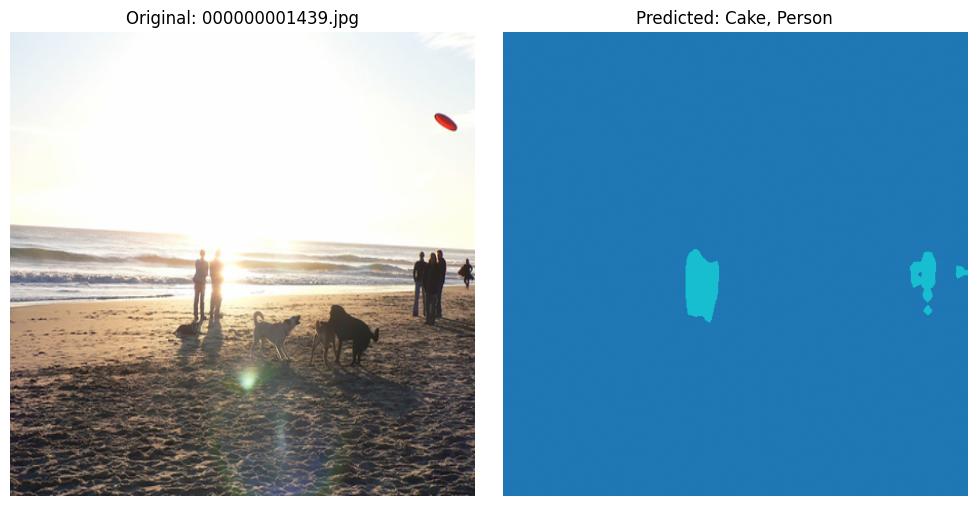 Original: 000000001439.jpg
Predicted: Cake, Person